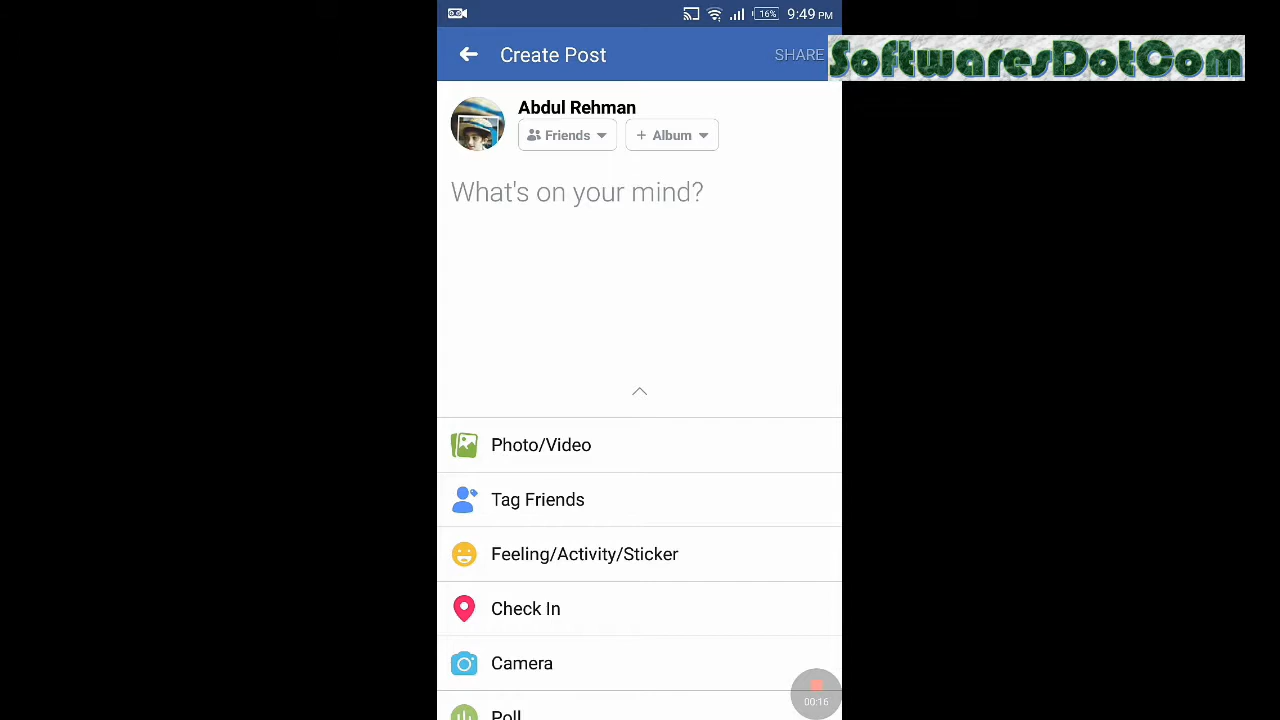 16% 9:49 PM
Create Post SHARE
SoftwaresDotCom
Abdul Rehman
Friends + Album
What's on your mind?
Photo/Video
Tag Friends
Feeling/Activity/Sticker
Check In
Camera
00:16
Poll